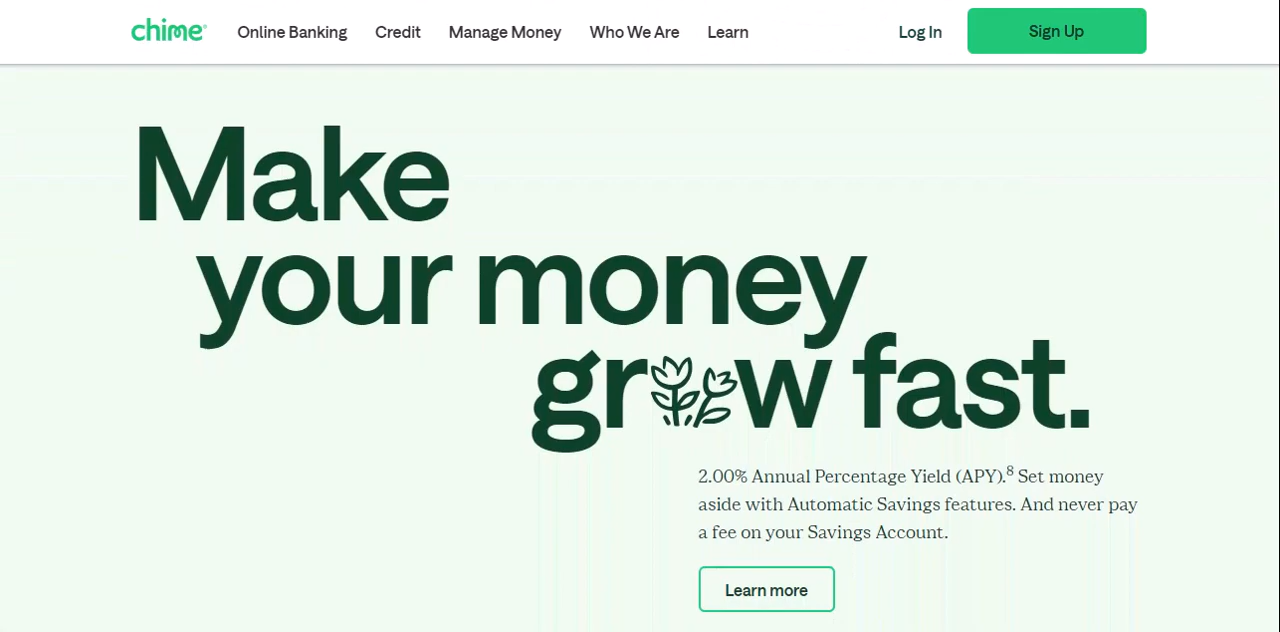 chime® Online Banking Credit Manage Money Who We Are Learn Log In Sign Up
Make
your money
grow fast.
2.00% Annual Percentage Yield (APY).⁸ Set money
aside with Automatic Savings features. And never pay
a fee on your Savings Account.
Learn more